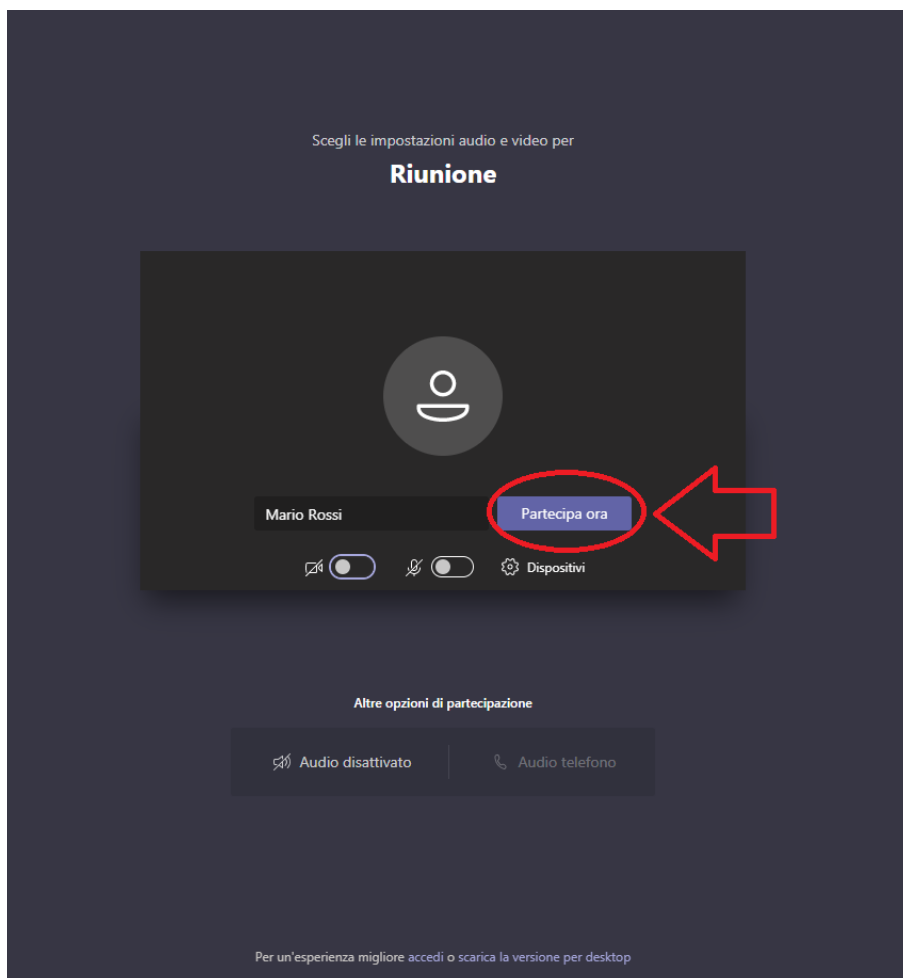 Scegli le impostazioni audio e video per
Riunione
Mario Rossi
Partecipa ora
Dispositivi
Altre opzioni di partecipazione
Audio disattivato
Audio telefono
Per un'esperienza migliore accedi o scarica la versione per desktop